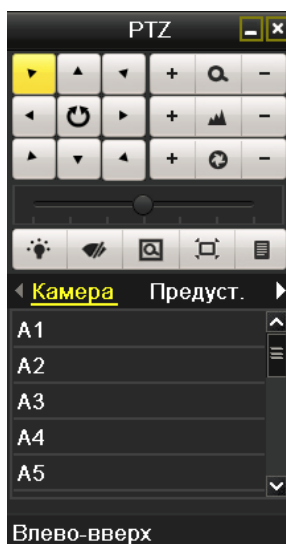 PTZ
+ −
+ −
+ −
Камера Предуст.
A1
A2
A3
A4
A5
Влево-вверх